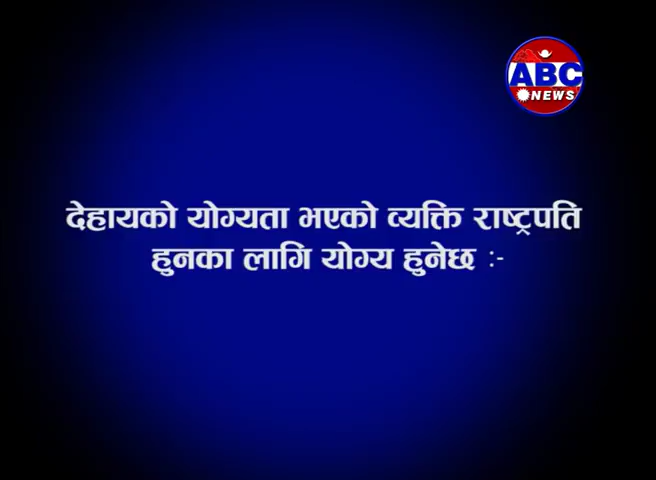 ABC
NEWS
देहायको योग्यता भएको व्यक्ति राष्ट्रपति
हुनका लागि योग्य हुनेछ :-